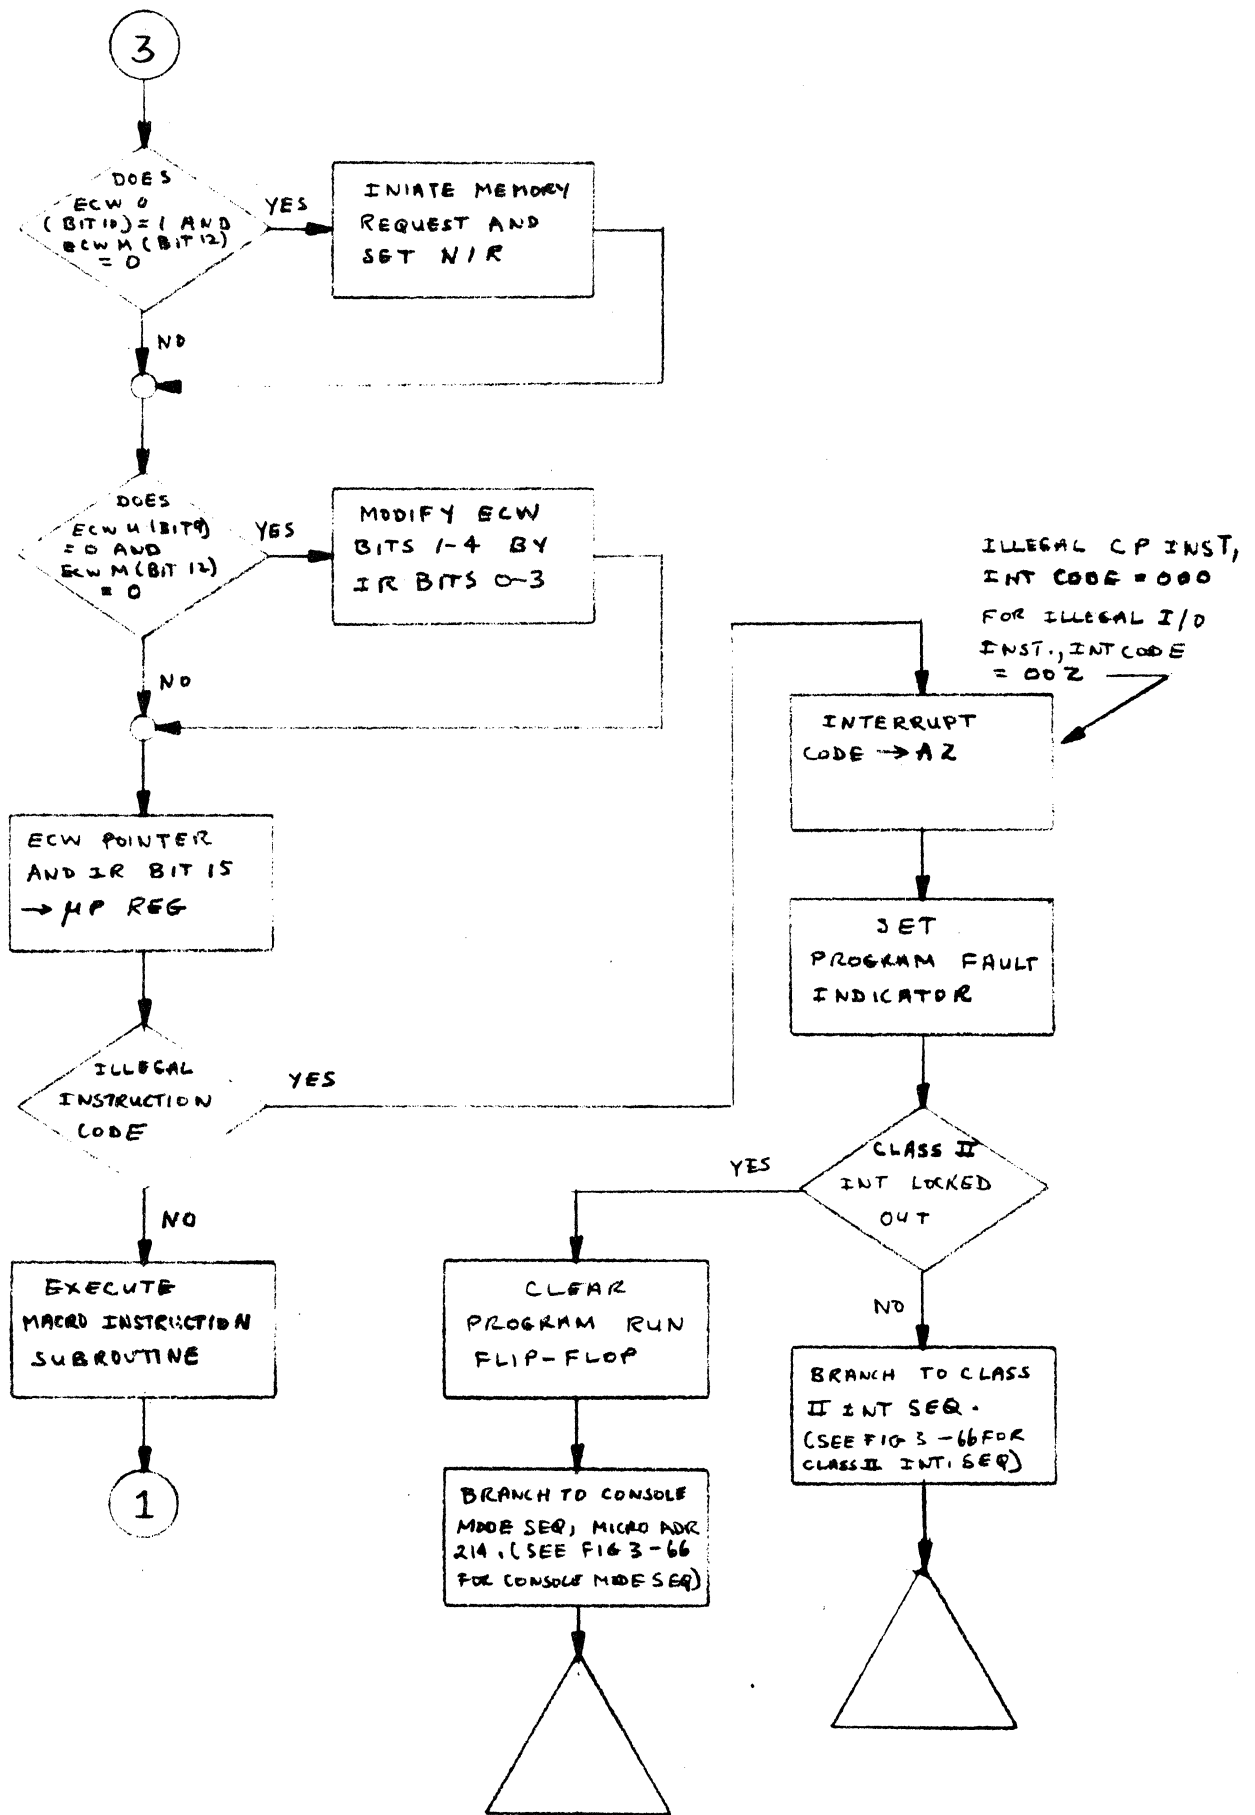 3
DOES
ECW 0
(BIT 10) = 1 AND
ECW M (BIT 12)
= 0
YES
INIATE MEMORY
REQUEST AND
SET N/R
NO
DOES
ECW U (BIT 9)
= 0 AND
ECW M (BIT 12)
= 0
YES
MODIFY ECW
BITS 1-4 BY
IR BITS 0-3
NO
ECW POINTER
AND IR BIT 15
→ μP REG
ILLEGAL
INSTRUCTION
CODE
YES
NO
EXECUTE
MACRO INSTRUCTION
SUBROUTINE
1
ILLEGAL CP INST,
INT CODE = 000
FOR ILLEGAL I/O
INST., INT CODE
= 002
INTERRUPT
CODE → A2
SET
PROGRAM FAULT
INDICATOR
CLASS II
INT LOCKED
OUT
YES
CLEAR
PROGRAM RUN
FLIP-FLOP
BRANCH TO CONSOLE
MODE SEQ, MICRO ADR
214. (SEE FIG 3-66
FOR CONSOLE MODE SEQ)
NO
BRANCH TO CLASS
II INT SEQ.
(SEE FIG 3-66 FOR
CLASS II INT. SEQ)